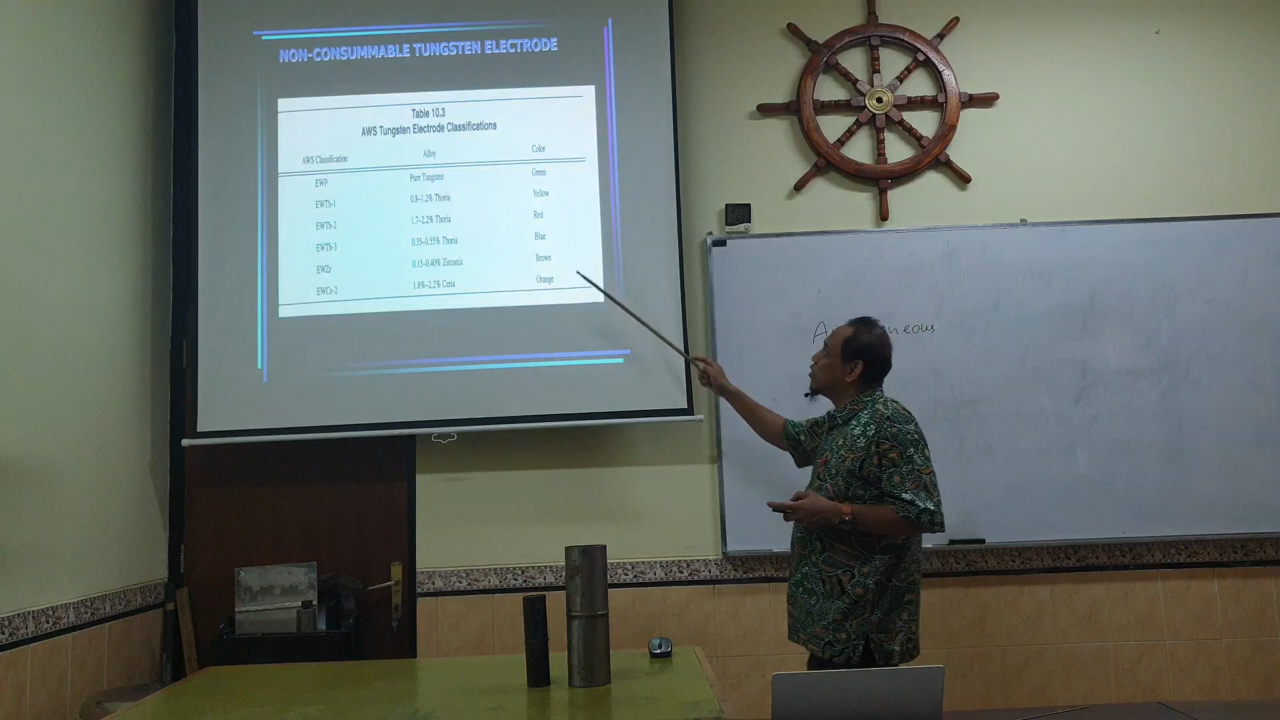 NON-CONSUMMABLE TUNGSTEN ELECTRODE
Table 10.3
AWS Tungsten Electrode Classifications
AWS Classification Alloy Color
EWP Pure Tungsten Green
EWTh-1 0.8–1.2% Thoria Yellow
EWTh-2 1.7–2.2% Thoria Red
EWTh-3 0.35–0.55% Thoria Blue
EWZr 0.15–0.40% Zirconia Brown
EWCe-2 1.8%–2.2% Ceria Orange